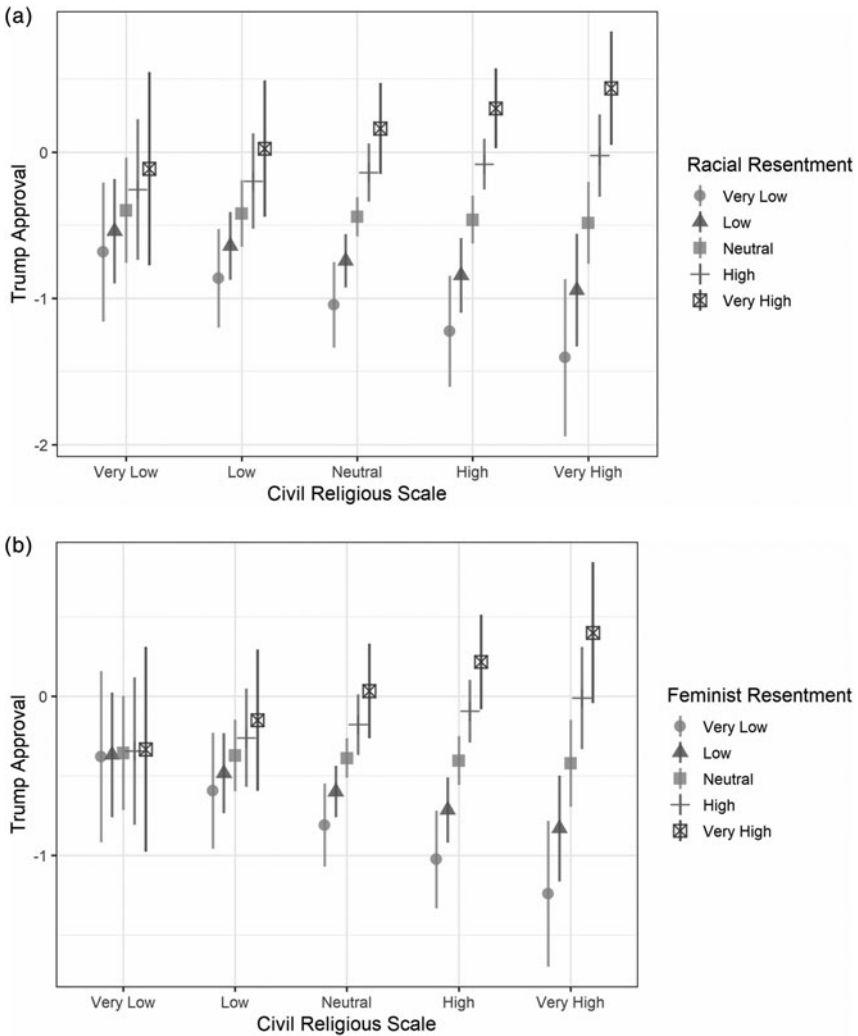 (a)
0
-1
-2
Trump Approval
Very Low
Low
Neutral
High
Very High
Civil Religious Scale
Racial Resentment
Very Low
Low
Neutral
High
Very High
(b)
0
-1
Trump Approval
Very Low
Low
Neutral
High
Very High
Civil Religious Scale
Feminist Resentment
Very Low
Low
Neutral
High
Very High